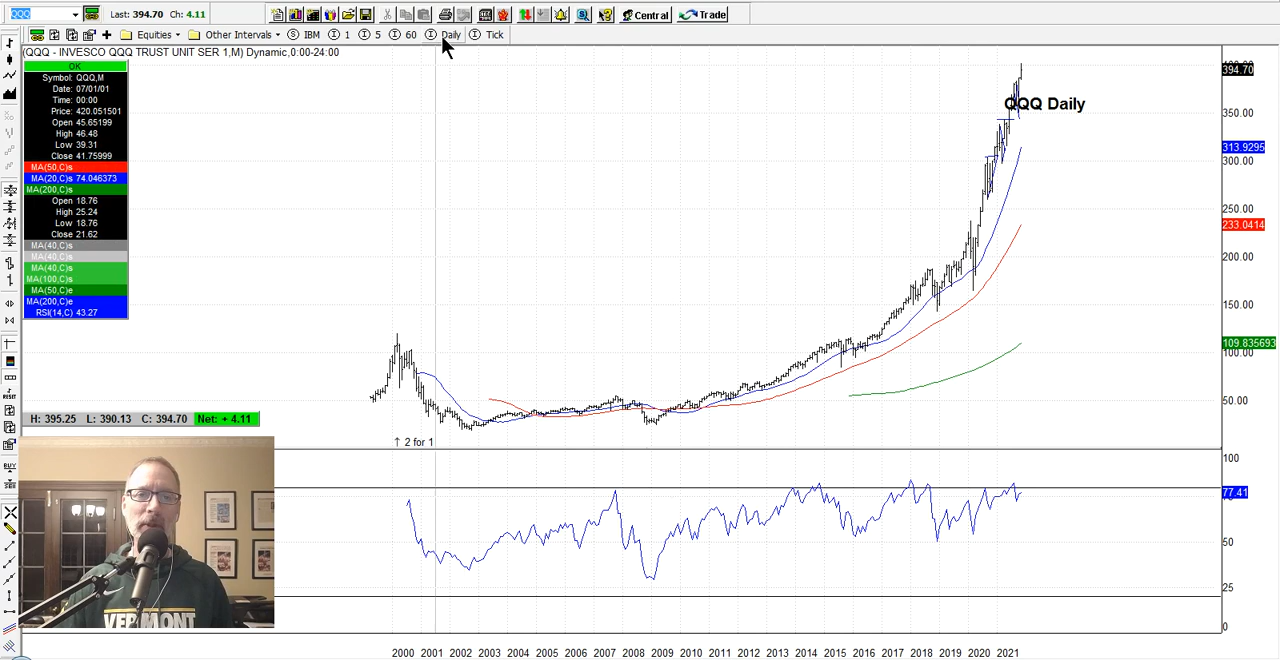 QQQ Last: 394.70 Ch: 4.11 Central Trade
Equities Other Intervals S IBM I 1 I 5 I 60 I Daily I Tick
(QQQ - INVESCO QQQ TRUST UNIT SER 1,M) Dynamic,0:00-24:00
OK
Symbol: QQQ,M
Date: 07/01/01
Time: 00:00
Price: 420.051501
Open 45.65199
High 46.48
Low 39.31
Close 41.75999
MA(50,C)s
MA(20,C)s 74.046373
MA(200,C)s
Open 18.76
High 25.24
Low 18.76
Close 21.62
MA(40,C)s
MA(40,C)s
MA(40,C)s
MA(100,C)s
MA(50,C)e
MA(200,C)e
RSI(14,C) 43.27
RESET
BUY
H: 395.25 L: 390.13 C: 394.70 Net: + 4.11
QQQ Daily
394.70
350.00
313.9295
300.00
250.00
233.0414
200.00
150.00
109.835693
100.00
50.00
↑ 2 for 1
100
77.41
50
25
0
VERMONT
2000 2001 2002 2003 2004 2005 2006 2007 2008 2009 2010 2011 2012 2013 2014 2015 2016 2017 2018 2019 2020 2021